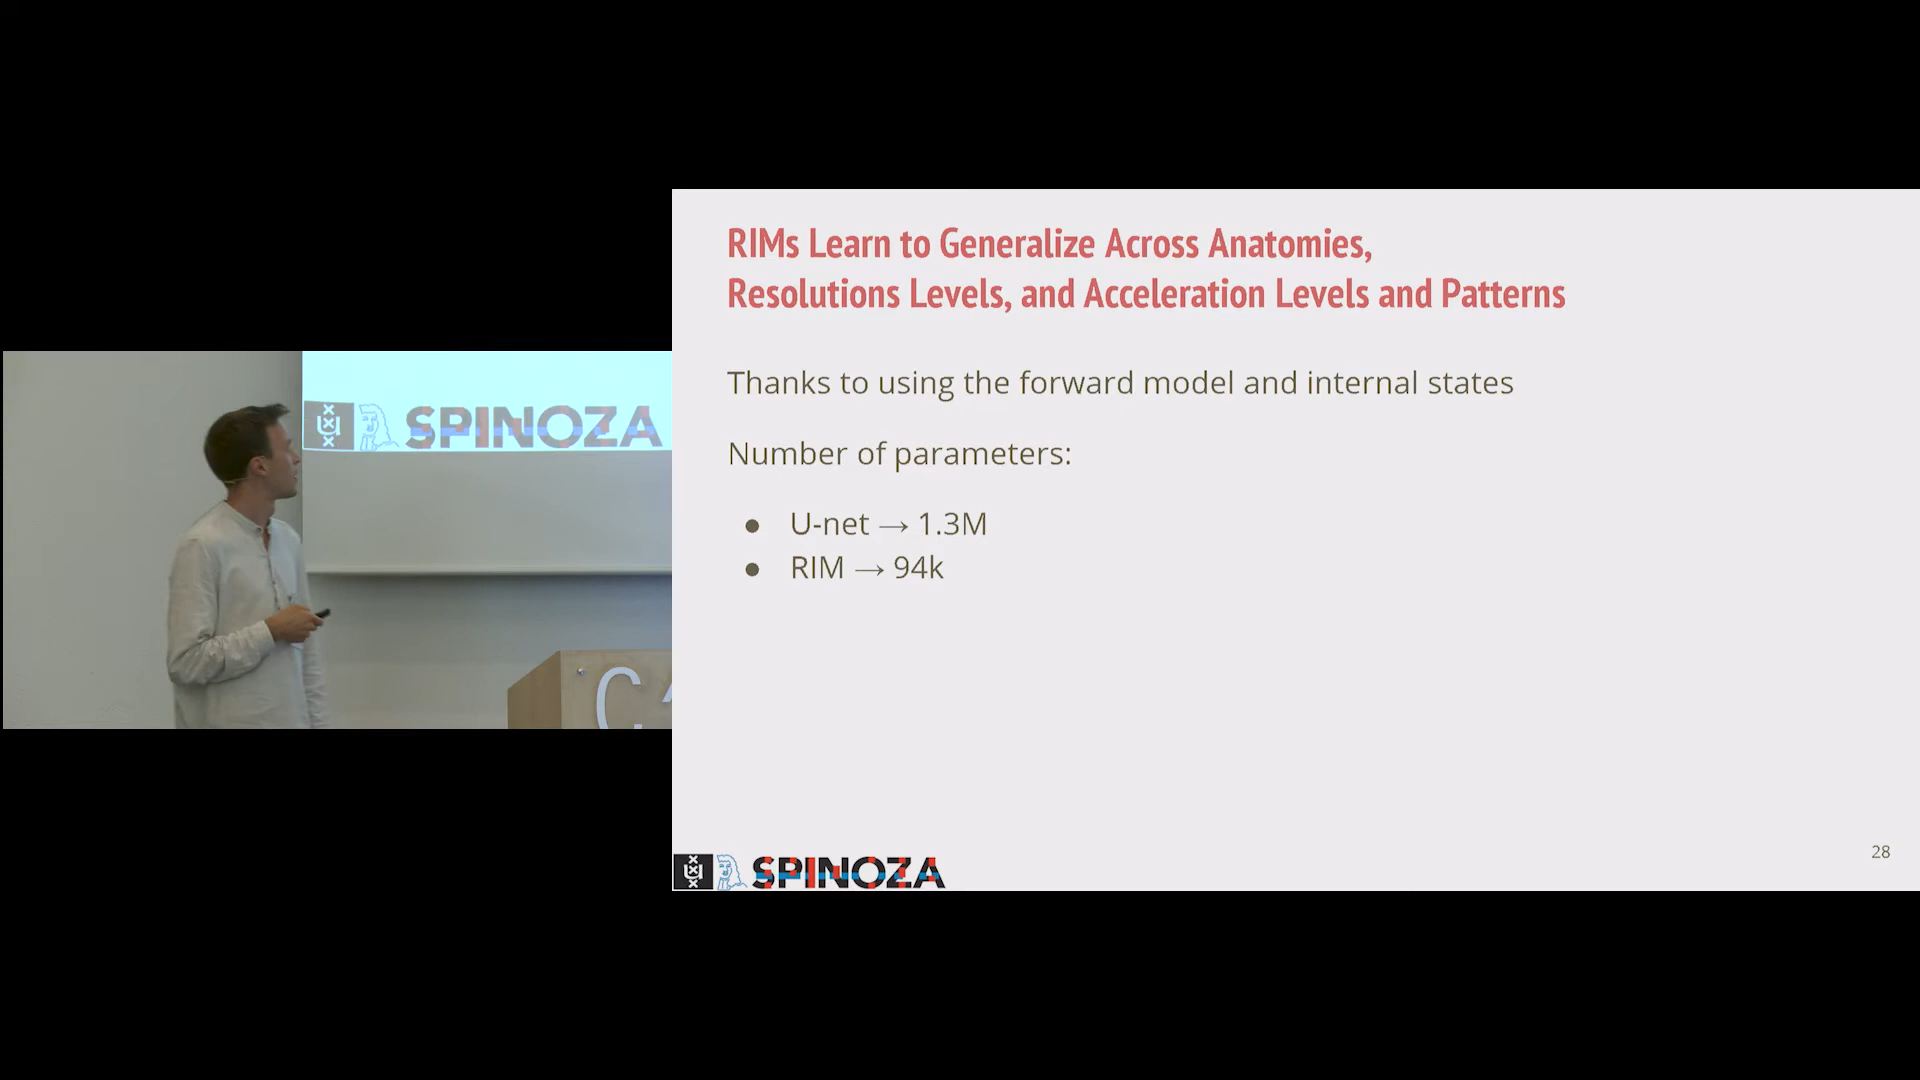 RIMs Learn to Generalize Across Anatomies,
Resolutions Levels, and Acceleration Levels and Patterns
Thanks to using the forward model and internal states
Number of parameters:
● U-net → 1.3M
● RIM → 94k
28
SPINOZA
SPINOZA